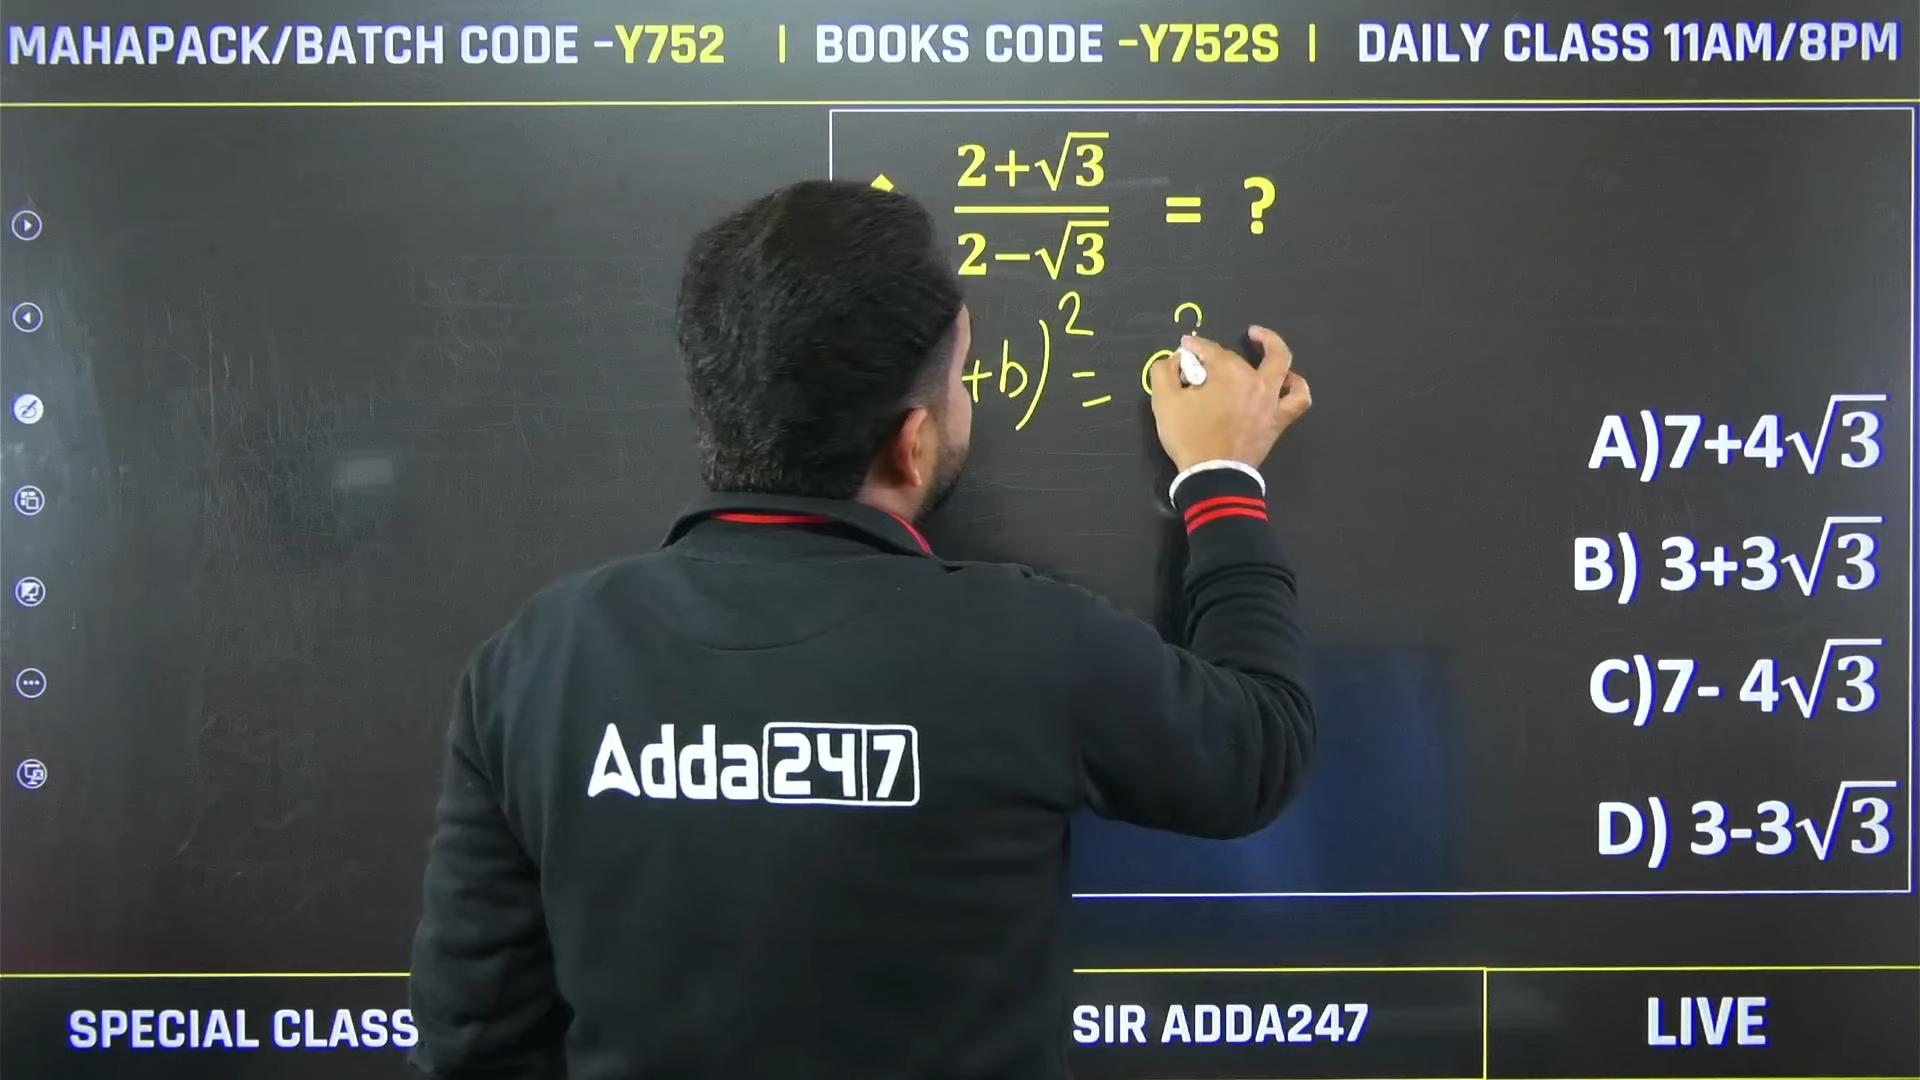 MAHAPACK/BATCH CODE -Y752 | BOOKS CODE -Y752S | DAILY CLASS 11AM/8PM
2+√3
2−√3
= ?
+b)² =
A)7+4√3
B) 3+3√3
C)7- 4√3
D) 3-3√3
Adda247
SPECIAL CLASS
SIR ADDA247
LIVE